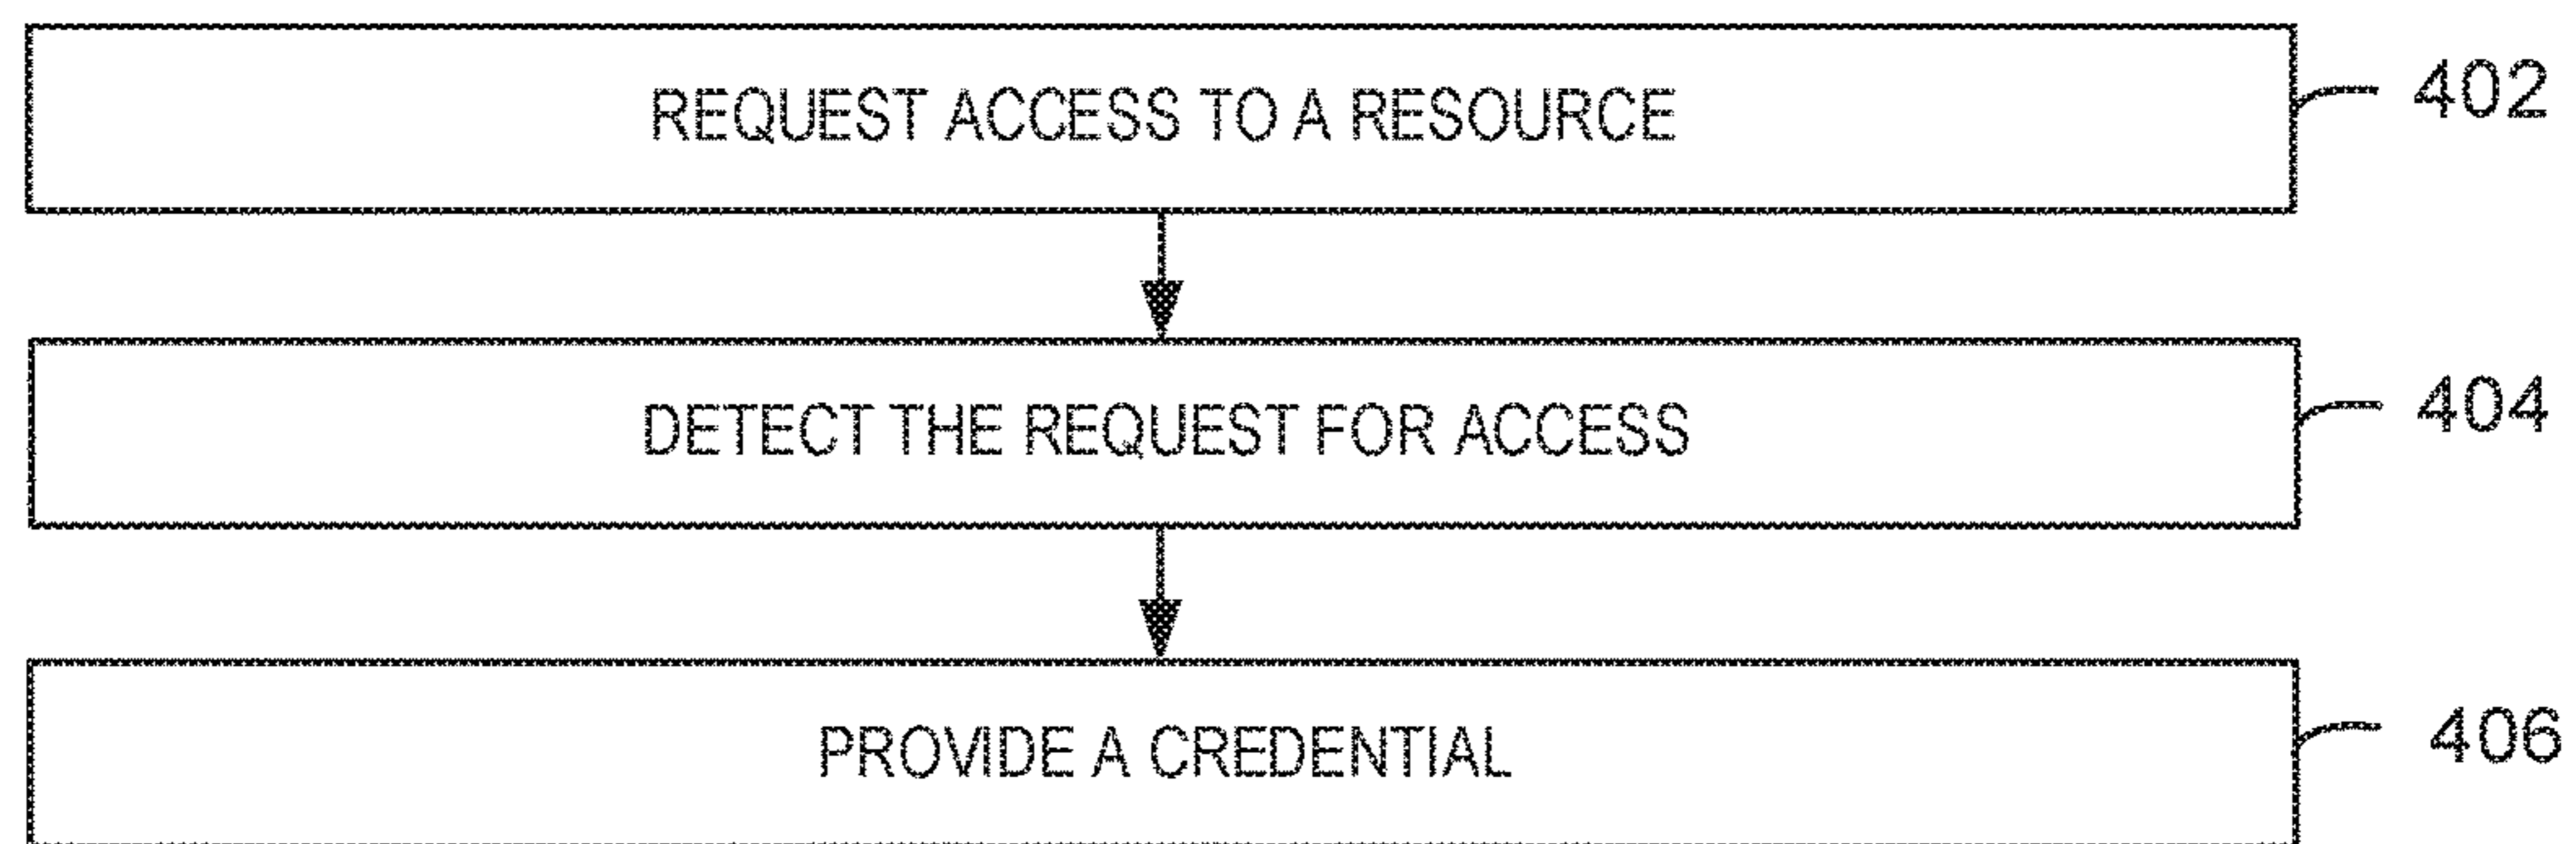 REQUEST ACCESS TO A RESOURCE
402
DETECT THE REQUEST FOR ACCESS
404
PROVIDE A CREDENTIAL
406